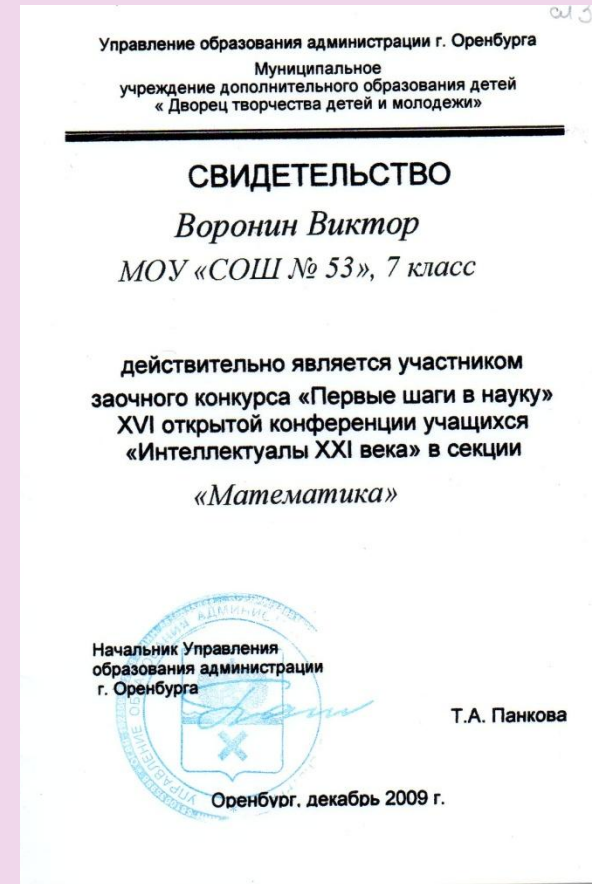 Управление образования администрации г. Оренбурга
Муниципальное
учреждение дополнительного образования детей
« Дворец творчества детей и молодежи»
СВИДЕТЕЛЬСТВО
Воронин Виктор
МОУ «СОШ № 53», 7 класс
действительно является участником
заочного конкурса «Первые шаги в науку»
XVI открытой конференции учащихся
«Интеллектуалы XXI века» в секции
«Математика»
Начальник Управления
образования администрации
г. Оренбурга
Т.А. Панкова
Оренбург, декабрь 2009 г.